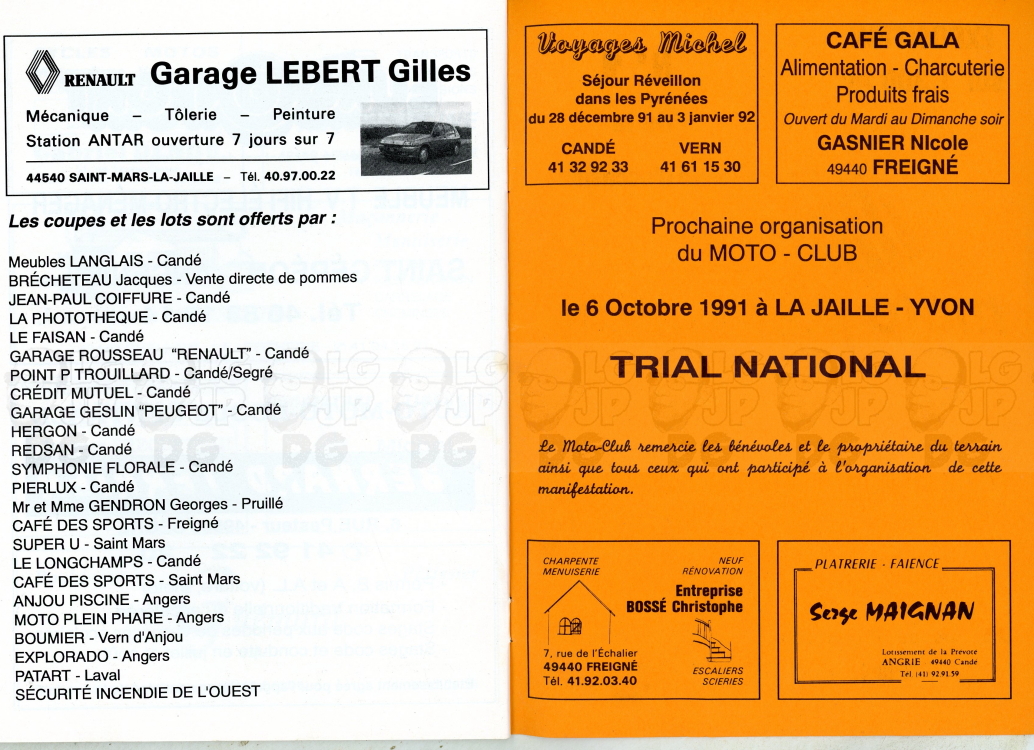 RENAULT Garage LEBERT Gilles
Mécanique – Tôlerie – Peinture
Station ANTAR ouverture 7 jours sur 7
44540 SAINT-MARS-LA-JAILLE – Tél. 40.97.00.22
Les coupes et les lots sont offerts par :
Meubles LANGLAIS - Candé
BRÉCHETEAU Jacques - Vente directe de pommes
JEAN-PAUL COIFFURE - Candé
LA PHOTOTHEQUE - Candé
LE FAISAN - Candé
GARAGE ROUSSEAU “RENAULT” - Candé
POINT P TROUILLARD - Candé/Segré
CRÉDIT MUTUEL - Candé
GARAGE GESLIN “PEUGEOT” - Candé
HERGON - Candé
REDSAN - Candé
SYMPHONIE FLORALE - Candé
PIERLUX - Candé
Mr et Mme GENDRON Georges - Pruillé
CAFÉ DES SPORTS - Freigné
SUPER U - Saint Mars
LE LONGCHAMPS - Candé
CAFÉ DES SPORTS - Saint Mars
ANJOU PISCINE - Angers
MOTO PLEIN PHARE - Angers
BOUMIER - Vern d'Anjou
EXPLORADO - Angers
PATART - Laval
SÉCURITÉ INCENDIE DE L'OUEST
Voyages Michel
Séjour Réveillon
dans les Pyrénées
du 28 décembre 91 au 3 janvier 92
CANDÉ VERN
41 32 92 33 41 61 15 30
CAFÉ GALA
Alimentation - Charcuterie
Produits frais
Ouvert du Mardi au Dimanche soir
GASNIER NIcole
49440 FREIGNÉ
Prochaine organisation
du MOTO - CLUB
le 6 Octobre 1991 à LA JAILLE - YVON
TRIAL NATIONAL
Le Moto-Club remercie les bénévoles et le propriétaire du terrain
ainsi que tous ceux qui ont participé à l'organisation de cette
manifestation.
CHARPENTE NEUF
MENUISERIE RÉNOVATION
Entreprise
BOSSÉ Christophe
7, rue de l'Échalier
49440 FREIGNÉ
Tél. 41.92.03.40
ESCALIERS
SCIERIES
PLATRERIE - FAIENCE
Serge MAIGNAN
Lotissement de la Prevote
ANGRIE 49440 Candé
Tél (41) 92.91.59
LG JP DG